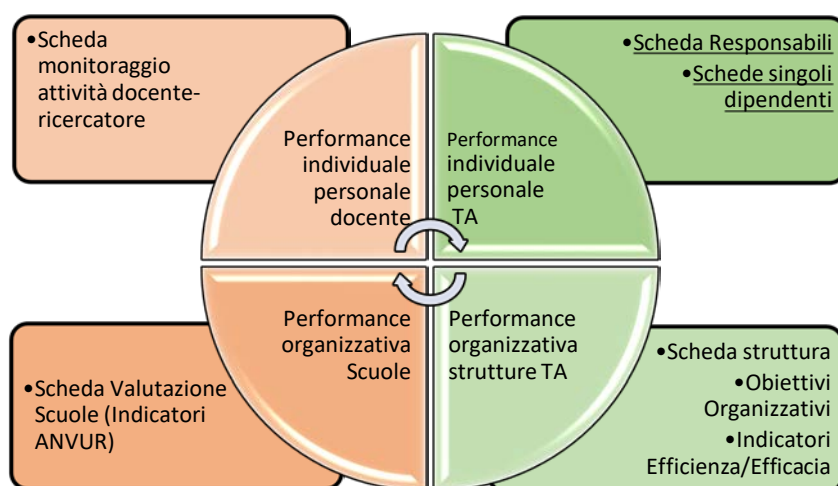 •Scheda
monitoraggio
attività docente-
ricercatore
•Scheda Responsabili
•Schede singoli
dipendenti
Performance
individuale
personale
docente
Performance
individuale
personale
TA
Performance
organizzativa
Scuole
Performance
organizzativa
strutture TA
•Scheda Valutazione
Scuole (Indicatori
ANVUR)
•Scheda struttura
•Obiettivi
Organizzativi
•Indicatori
Efficienza/Efficacia